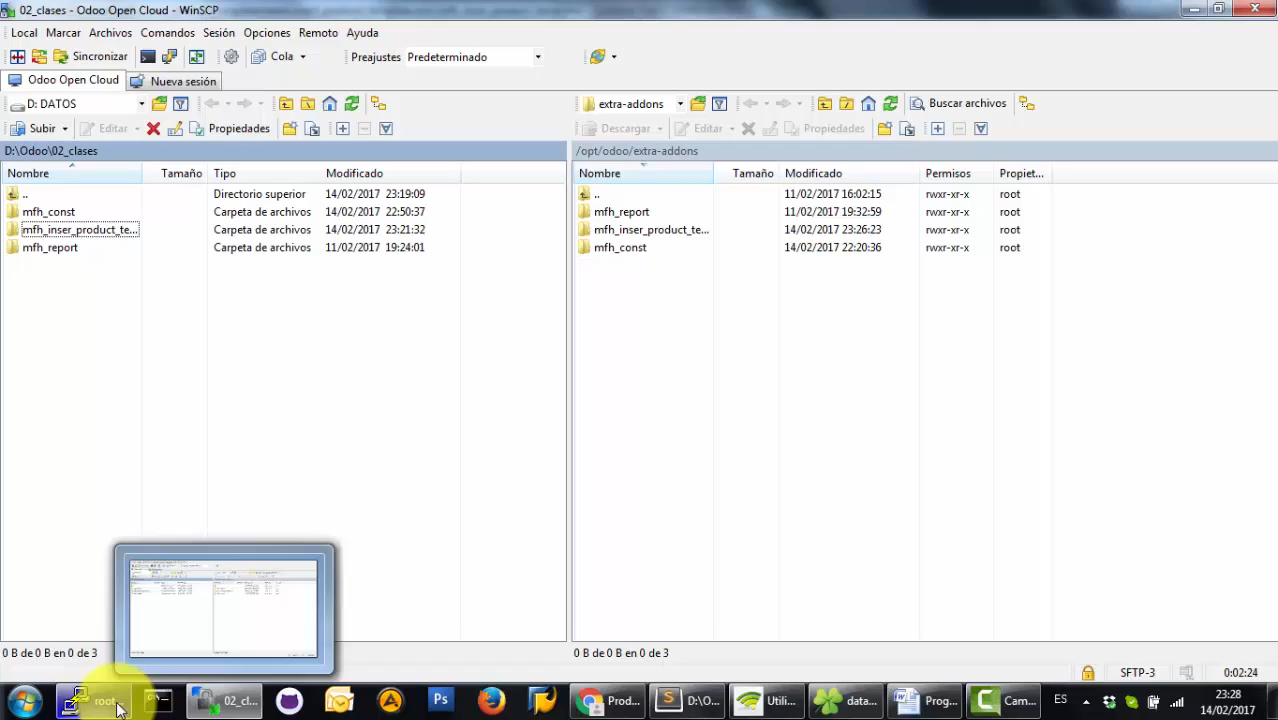 02_clases - Odoo Open Cloud - WinSCP
Local Marcar Archivos Comandos Sesión Opciones Remoto Ayuda
Sincronizar Cola Preajustes Predeterminado
Odoo Open Cloud Nueva sesión
D: DATOS extra-addons Buscar archivos
Subir Editar Propiedades Descargar Editar Propiedades
D:\Odoo\02_clases /opt/odoo/extra-addons
Nombre Tamaño Tipo Modificado Nombre Tamaño Modificado Permisos Propiet...
.. Directorio superior 14/02/2017 23:19:09 .. 11/02/2017 16:02:15 rwxr-xr-x root
mfh_const Carpeta de archivos 14/02/2017 22:50:37 mfh_report 11/02/2017 19:32:59 rwxr-xr-x root
mfh_inser_product_te... Carpeta de archivos 14/02/2017 23:21:32 mfh_inser_product_te... 14/02/2017 23:26:23 rwxr-xr-x root
mfh_report Carpeta de archivos 11/02/2017 19:24:01 mfh_const 14/02/2017 22:20:36 rwxr-xr-x root
0 B de 0 B en 0 de 3 0 B de 0 B en 0 de 3
SFTP-3 0:02:24
root 02_cl... Ps Prod... D:\O... Utili... data... Prog... Cam... ES 23:28
14/02/2017